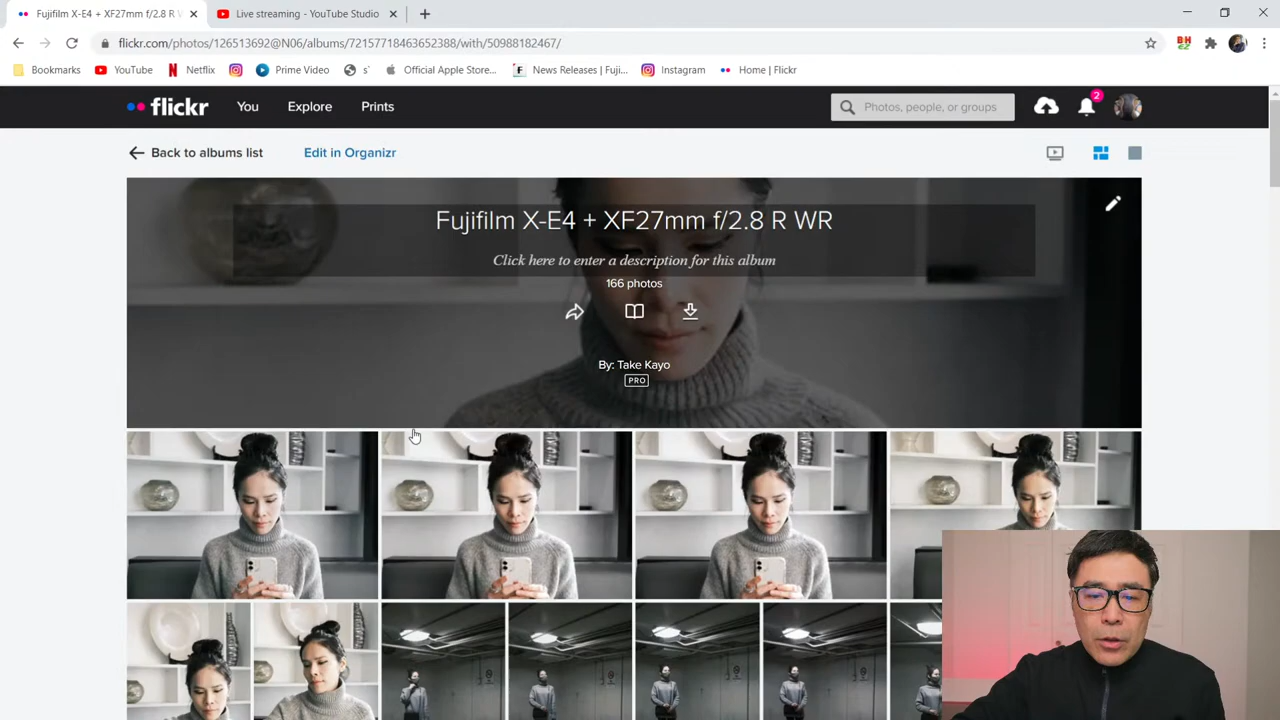 Fujifilm X-E4 + XF27mm f/2.8 R W
Live streaming - YouTube Studio
flickr.com/photos/126513692@N06/albums/72157718463652388/with/50988182467/
Bookmarks
YouTube
Netflix
Prime Video
s'
Official Apple Store...
News Releases | Fuji...
Instagram
Home | Flickr
flickr
You
Explore
Prints
Photos, people, or groups
2
Back to albums list
Edit in Organizr
Fujifilm X-E4 + XF27mm f/2.8 R WR
Click here to enter a description for this album
166 photos
By: Take Kayo
PRO